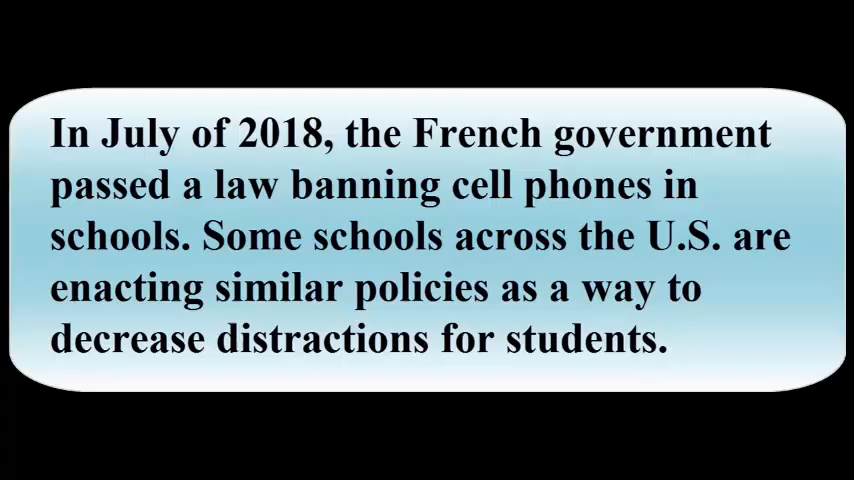 In July of 2018, the French government
passed a law banning cell phones in
schools. Some schools across the U.S. are
enacting similar policies as a way to
decrease distractions for students.